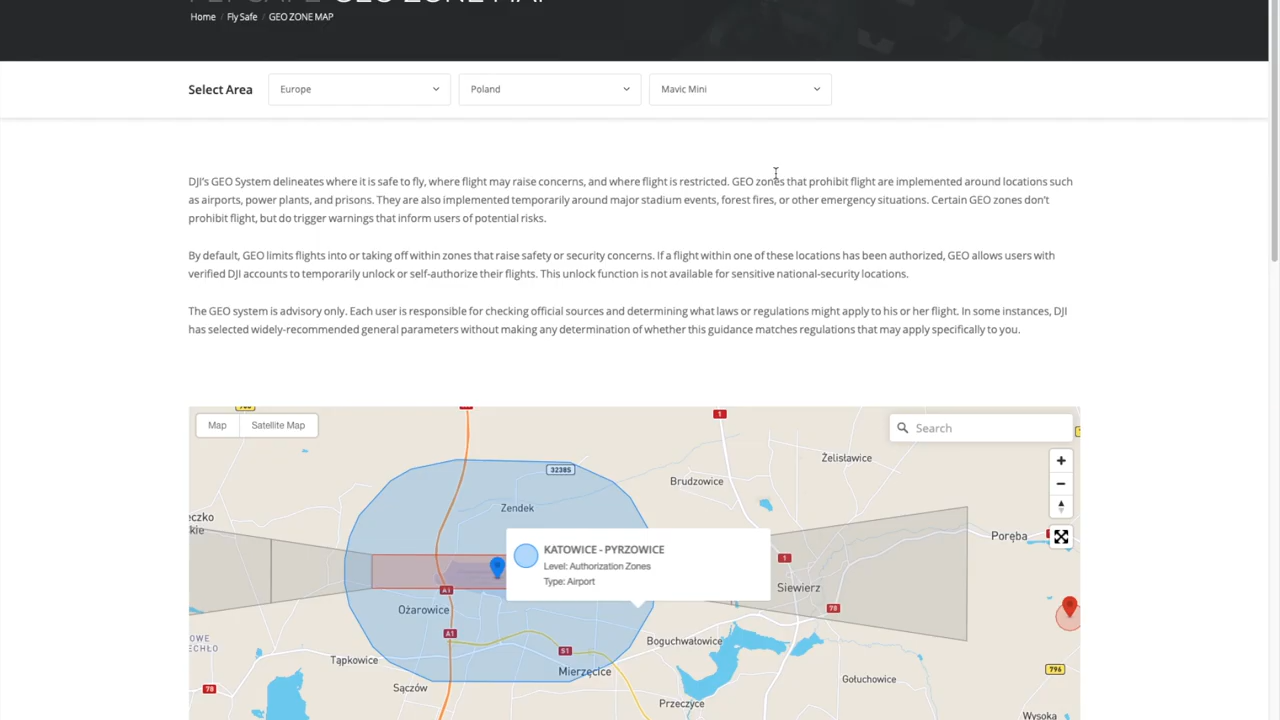 FLY SAFE GEO ZONE MAP
Home / Fly Safe / GEO ZONE MAP
Select Area
Europe
Poland
Mavic Mini
DJI's GEO System delineates where it is safe to fly, where flight may raise concerns, and where flight is restricted. GEO zones that prohibit flight are implemented around locations such
as airports, power plants, and prisons. They are also implemented temporarily around major stadium events, forest fires, or other emergency situations. Certain GEO zones don't
prohibit flight, but do trigger warnings that inform users of potential risks.
By default, GEO limits flights into or taking off within zones that raise safety or security concerns. If a flight within one of these locations has been authorized, GEO allows users with
verified DJI accounts to temporarily unlock or self-authorize their flights. This unlock function is not available for sensitive national-security locations.
The GEO system is advisory only. Each user is responsible for checking official sources and determining what laws or regulations might apply to his or her flight. In some instances, DJI
has selected widely-recommended general parameters without making any determination of whether this guidance matches regulations that may apply specifically to you.
Map
Satellite Map
Search
1
32385
Żelisławice
Brudzowice
Zendek
eczko
kie
Poręba
KATOWICE - PYRZOWICE
Level: Authorization Zones
Type: Airport
1
Siewierz
A1
Ożarowice
78
A1
OWE
ECHŁO
Boguchwałowice
S1
Tąpkowice
Mierzęcice
796
Gołuchowice
78
Sączów
Przeczyce
Wysoka